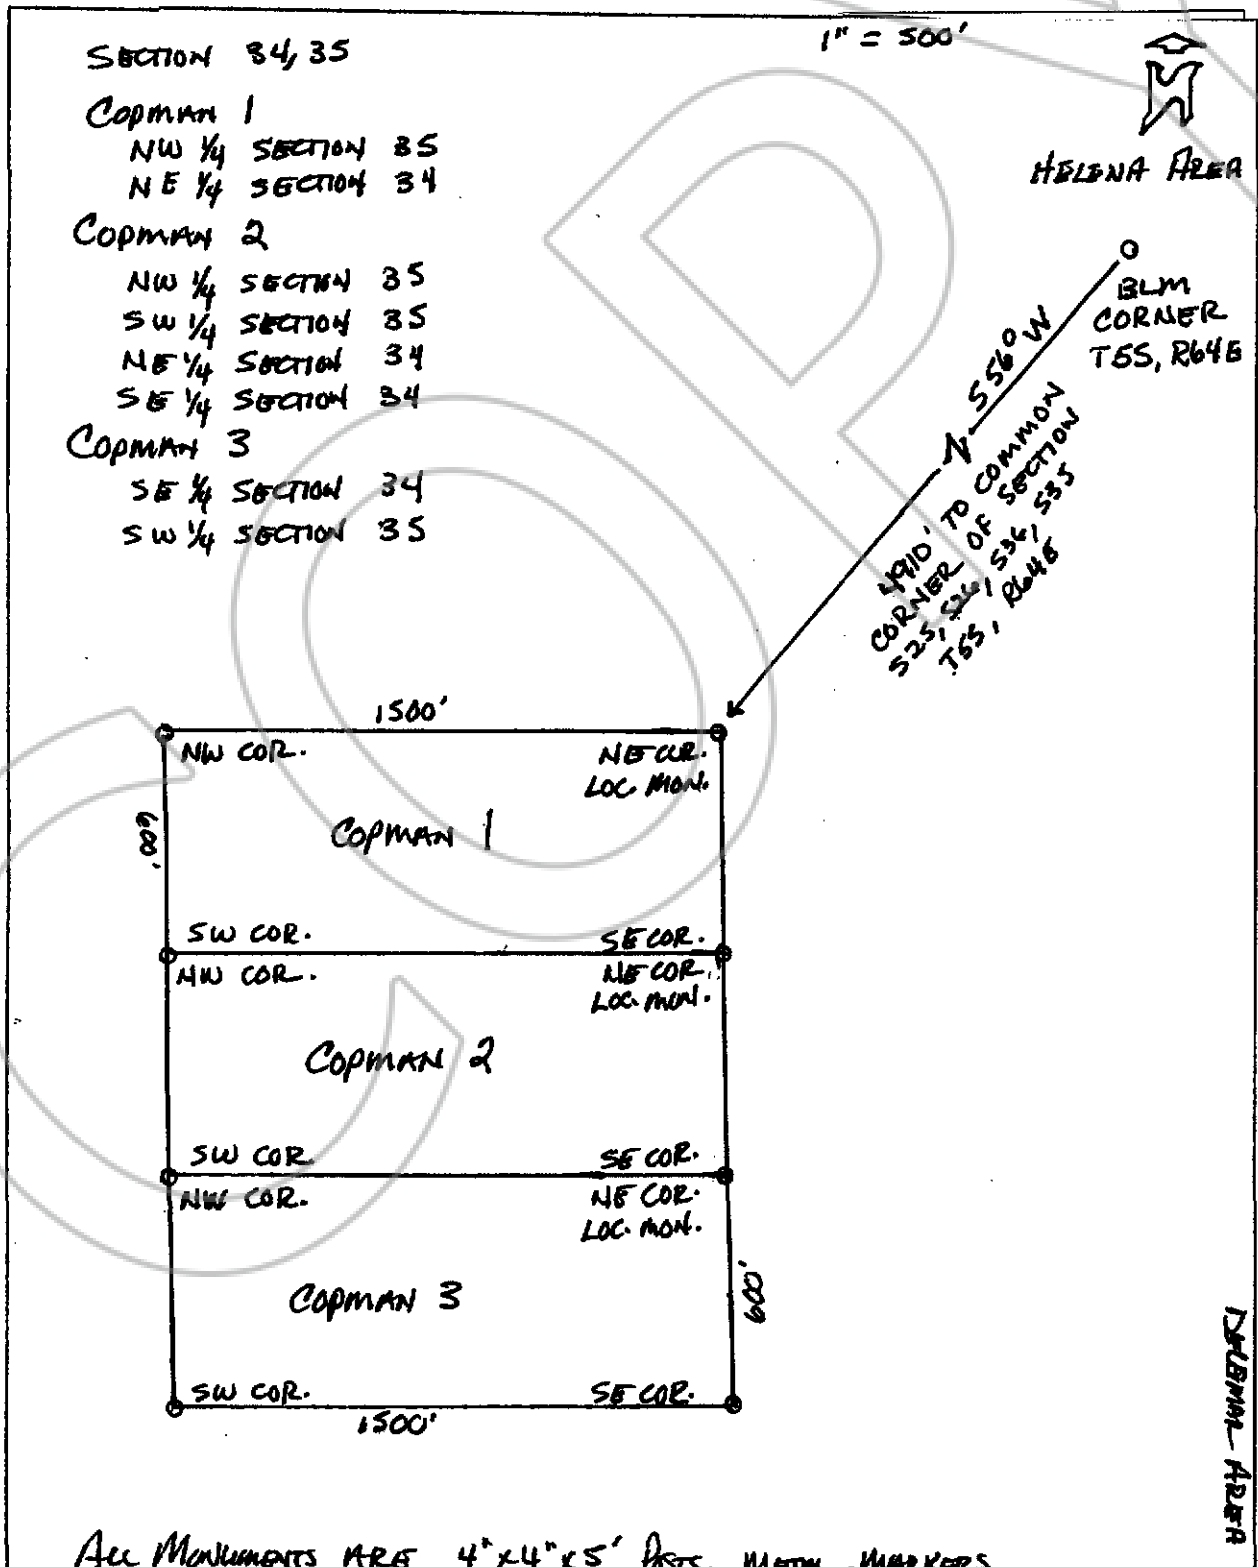 1" = 500'
N
HELENA AREA
SECTION 34, 35
COPMAN 1
NW 1/4 SECTION 35
NE 1/4 SECTION 34
COPMAN 2
NW 1/4 SECTION 35
SW 1/4 SECTION 35
NE 1/4 SECTION 34
SE 1/4 SECTION 34
COPMAN 3
SE 1/4 SECTION 34
SW 1/4 SECTION 35
BLM
CORNER
T5S, R64E
S56° W
4910' TO COMMON
CORNER OF SECTION
S25, S26, S36, S35
T5S, R64E
1500'
NW COR.
NE COR.
LOC. MON.
600'
COPMAN 1
SW COR.
SE COR.
NW COR.
NE COR.
LOC. MON.
COPMAN 2
SW COR.
SE COR.
NW COR.
NE COR.
LOC. MON.
COPMAN 3
600'
SW COR.
SE COR.
1500'
AREA
ALL MONUMENTS ARE 4"x4"x5' POSTS. METAL MARKERS
COPY